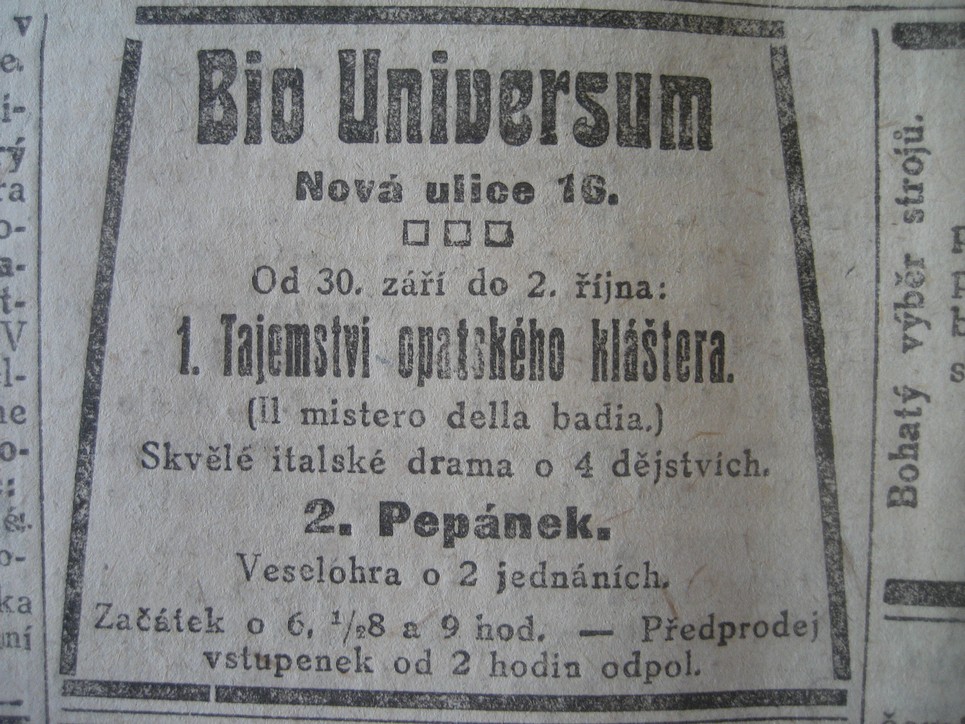 Bio Universum
Nová ulice 16.
Od 30. září do 2. října:
1. Tajemství opatského kláštera.
(Il mistero della badia.)
Skvělé italské drama o 4 dějstvích.
2. Pepánek.
Veselohra o 2 jednáních.
Začátek o 6, 1/28 a 9 hod. — Předprodej
vstupenek od 2 hodin odpol.
Bohatý výběr strojů.